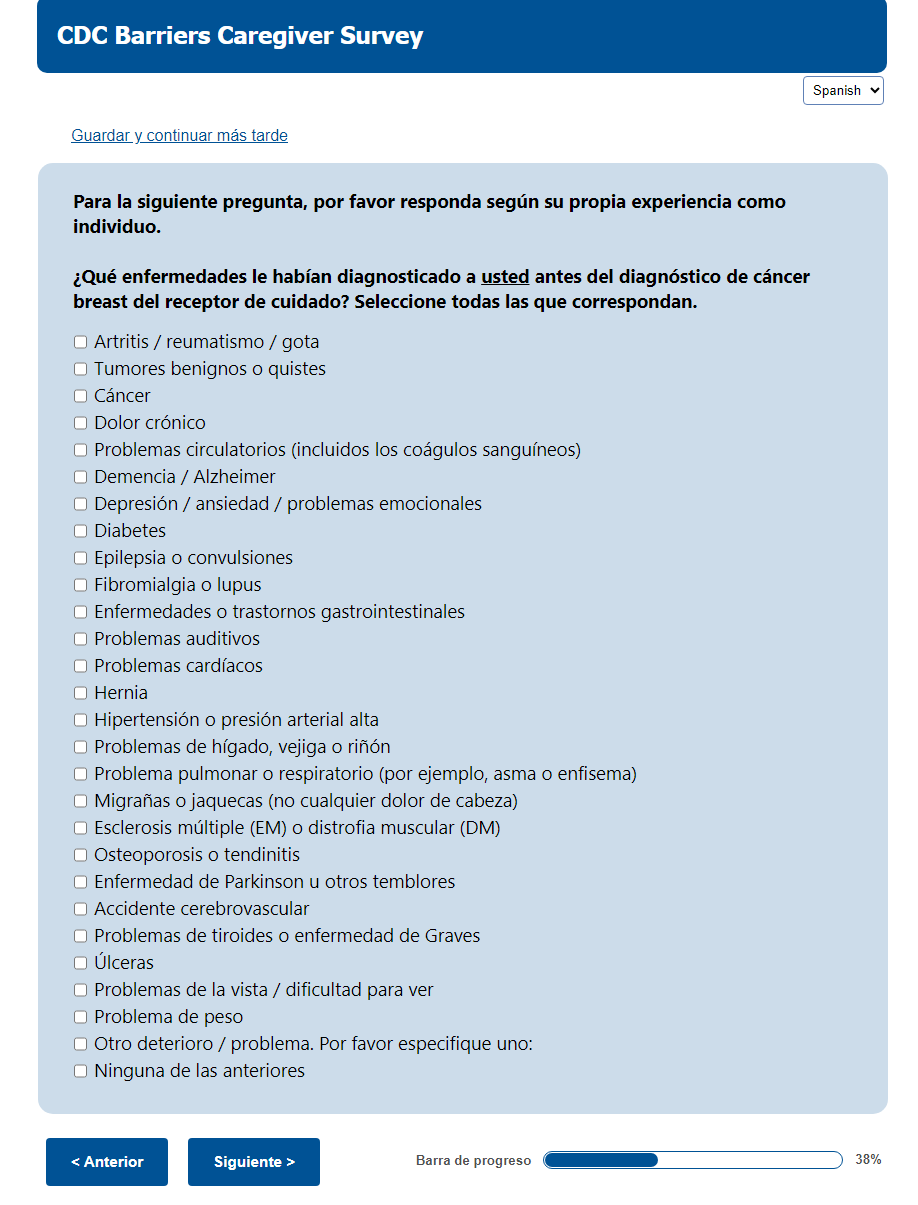 CDC Barriers Caregiver Survey
Spanish
Guardar y continuar más tarde
Para la siguiente pregunta, por favor responda según su propia experiencia como
individuo.
¿Qué enfermedades le habían diagnosticado a usted antes del diagnóstico de cáncer
breast del receptor de cuidado? Seleccione todas las que correspondan.
Artritis / reumatismo / gota
Tumores benignos o quistes
Cáncer
Dolor crónico
Problemas circulatorios (incluidos los coágulos sanguíneos)
Demencia / Alzheimer
Depresión / ansiedad / problemas emocionales
Diabetes
Epilepsia o convulsiones
Fibromialgia o lupus
Enfermedades o trastornos gastrointestinales
Problemas auditivos
Problemas cardíacos
Hernia
Hipertensión o presión arterial alta
Problemas de hígado, vejiga o riñón
Problema pulmonar o respiratorio (por ejemplo, asma o enfisema)
Migrañas o jaquecas (no cualquier dolor de cabeza)
Esclerosis múltiple (EM) o distrofia muscular (DM)
Osteoporosis o tendinitis
Enfermedad de Parkinson u otros temblores
Accidente cerebrovascular
Problemas de tiroides o enfermedad de Graves
Úlceras
Problemas de la vista / dificultad para ver
Problema de peso
Otro deterioro / problema. Por favor especifique uno:
Ninguna de las anteriores
< Anterior
Siguiente >
Barra de progreso
38%